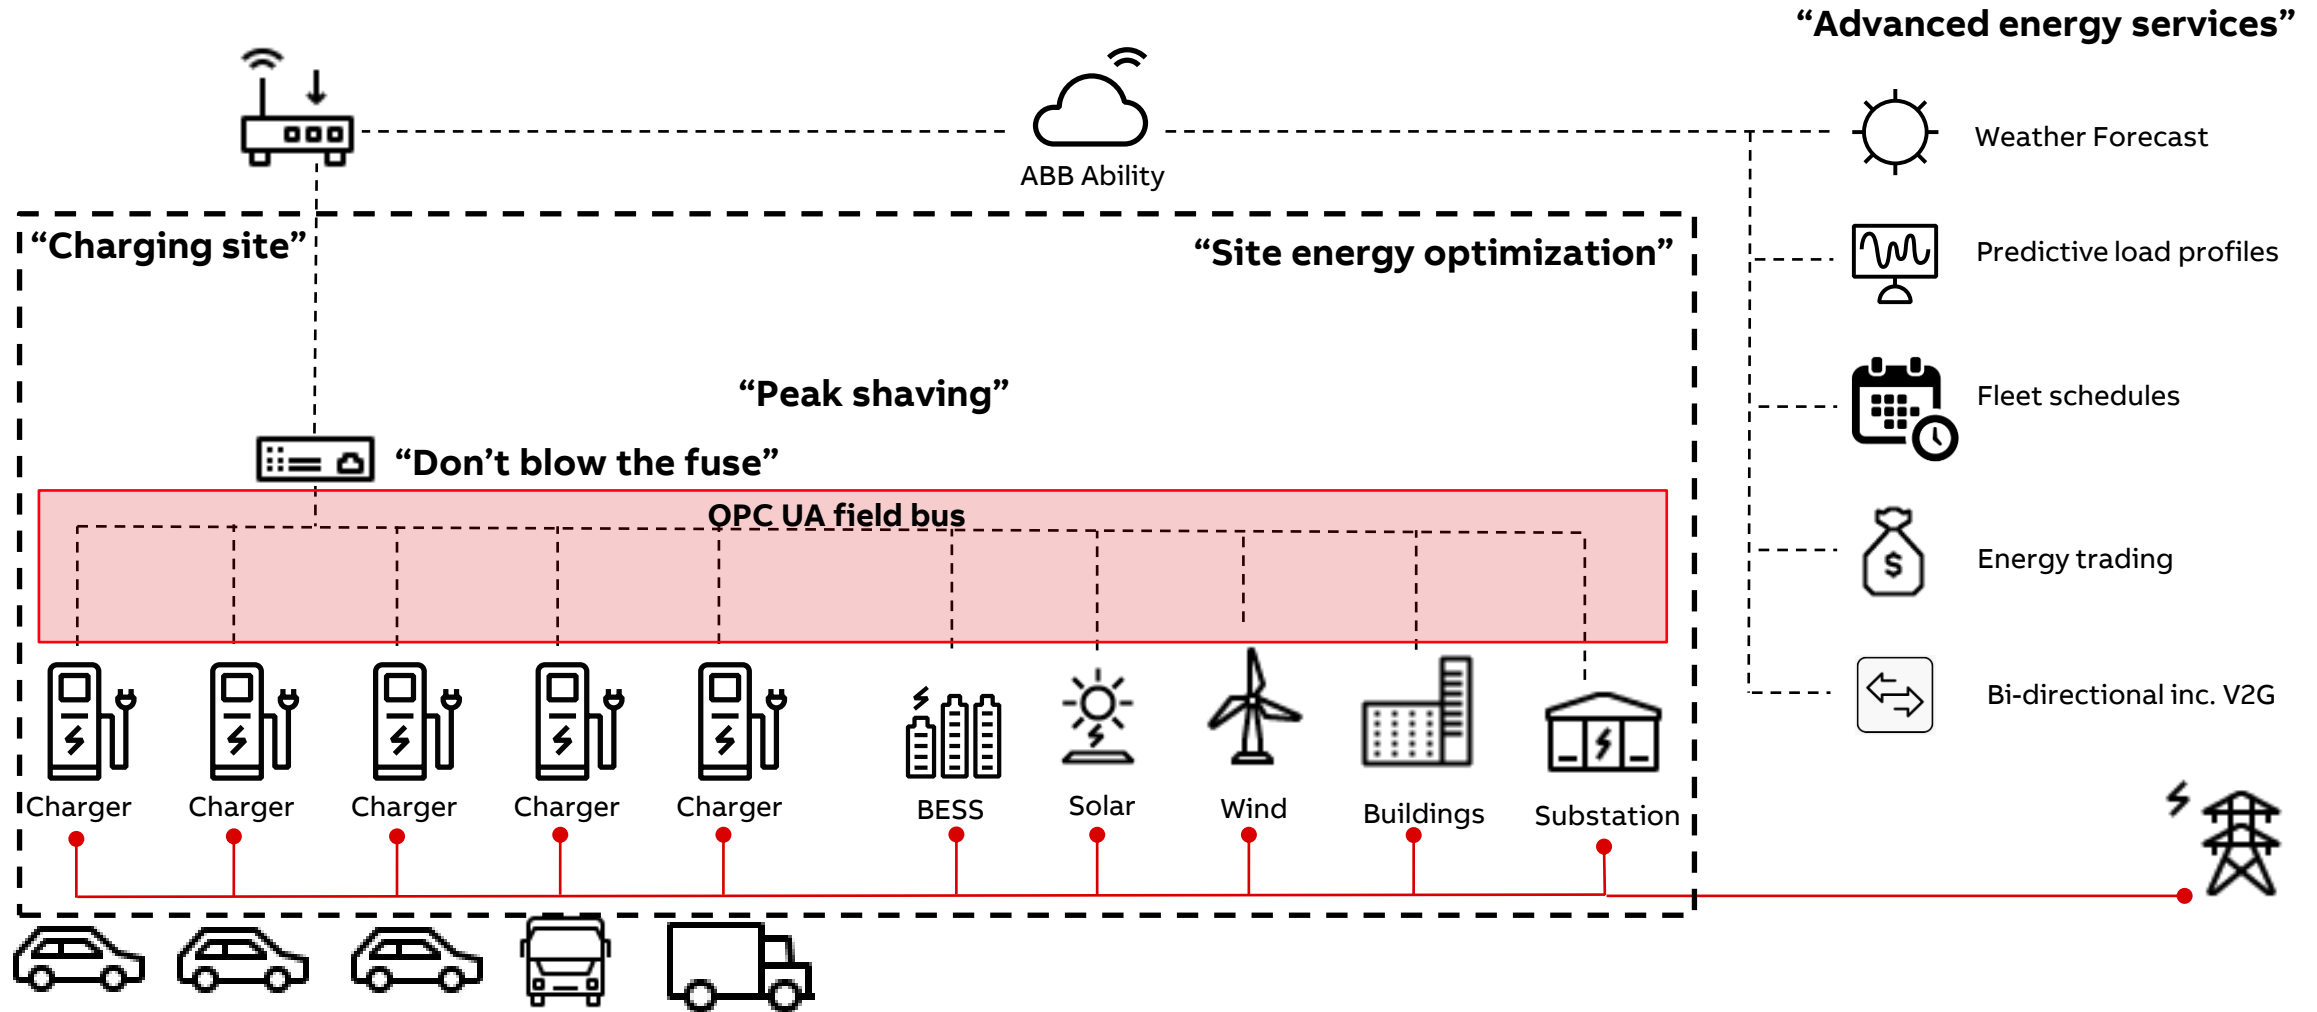 “Advanced energy services”
Weather Forecast
ABB Ability
“Charging site”
“Site energy optimization”
Predictive load profiles
“Peak shaving”
Fleet schedules
“Don’t blow the fuse”
OPC UA field bus
Energy trading
$
Bi-directional inc. V2G
Charger
Charger
Charger
Charger
Charger
BESS
Solar
Wind
Buildings
Substation